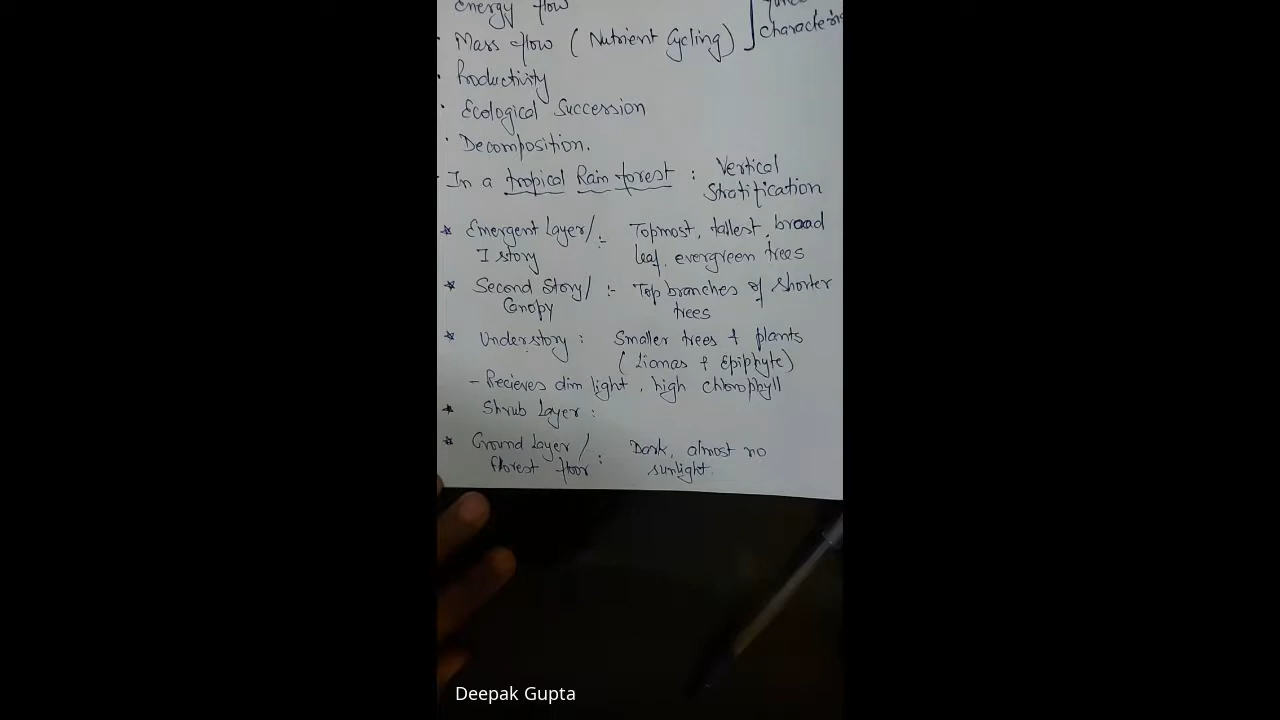 Energy flow
· Mass flow ( Nutrient Cycling)
· Productivity
· Ecological Succession
· Decomposition.
- In a tropical Rain forest : Vertical
Stratification
* Emergent Layer/ :- Topmost, tallest, broad
I story leaf, evergreen trees
* Second Story/ :- Top branches of shorter
Canopy trees
* Understory : Smaller trees + plants
( Lianas + Epiphyte)
- Recieves dim light, high chlorophyll
* Shrub Layer :
* Ground Layer / : Dark, almost no
florest floor sunlight.
Deepak Gupta